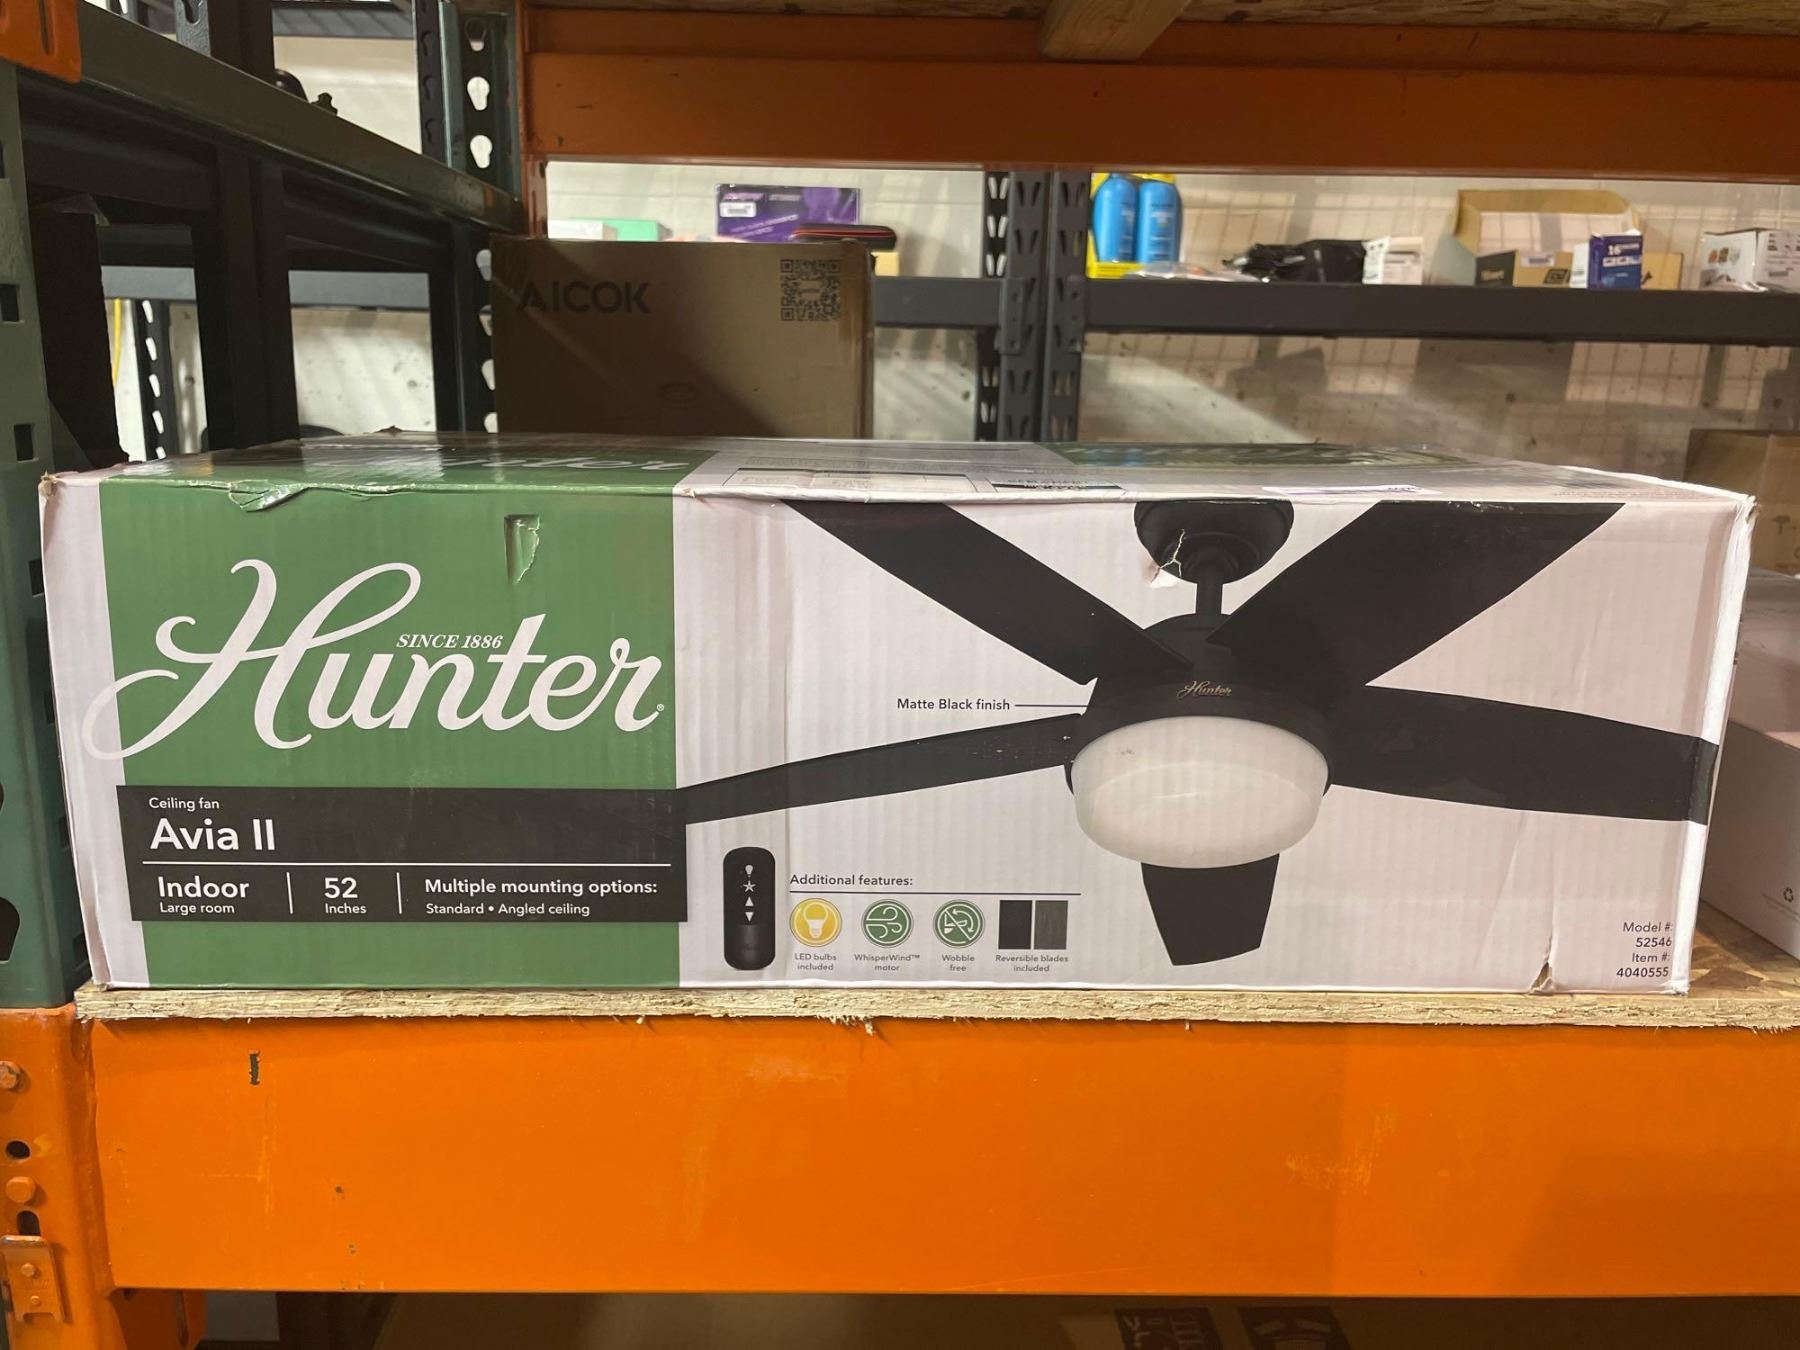 AICOK
16
SINCE 1886
Hunter®
Ceiling fan
Avia II
Indoor
Large room
52
Inches
Multiple mounting options:
Standard • Angled ceiling
Hunter
Matte Black finish
Additional features:
LED bulbs
included
WhisperWind™
motor
Wobble
free
Reversible blades
included
Model #:
52546
Item #:
4040555